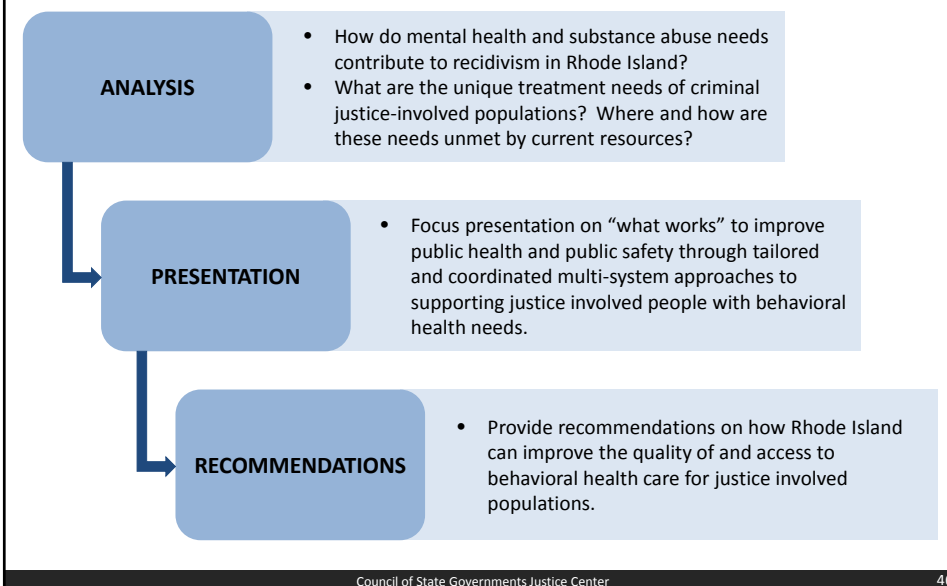 ANALYSIS
• How do mental health and substance abuse needs
contribute to recidivism in Rhode Island?
• What are the unique treatment needs of criminal
justice-involved populations?  Where and how are
these needs unmet by current resources?
PRESENTATION
• Focus presentation on “what works” to improve
public health and public safety through tailored
and coordinated multi-system approaches to
supporting justice involved people with behavioral
health needs.
RECOMMENDATIONS
• Provide recommendations on how Rhode Island
can improve the quality of and access to
behavioral health care for justice involved
populations.
Council of State Governments Justice Center